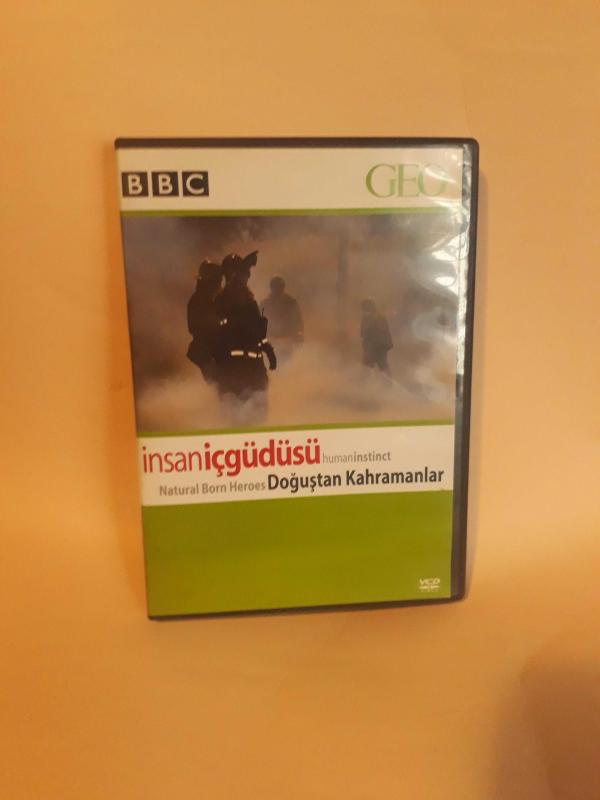 BBC
GEO
insaniçgüdüsü humaninstinct
Natural Born Heroes Doğuştan Kahramanlar
VCD